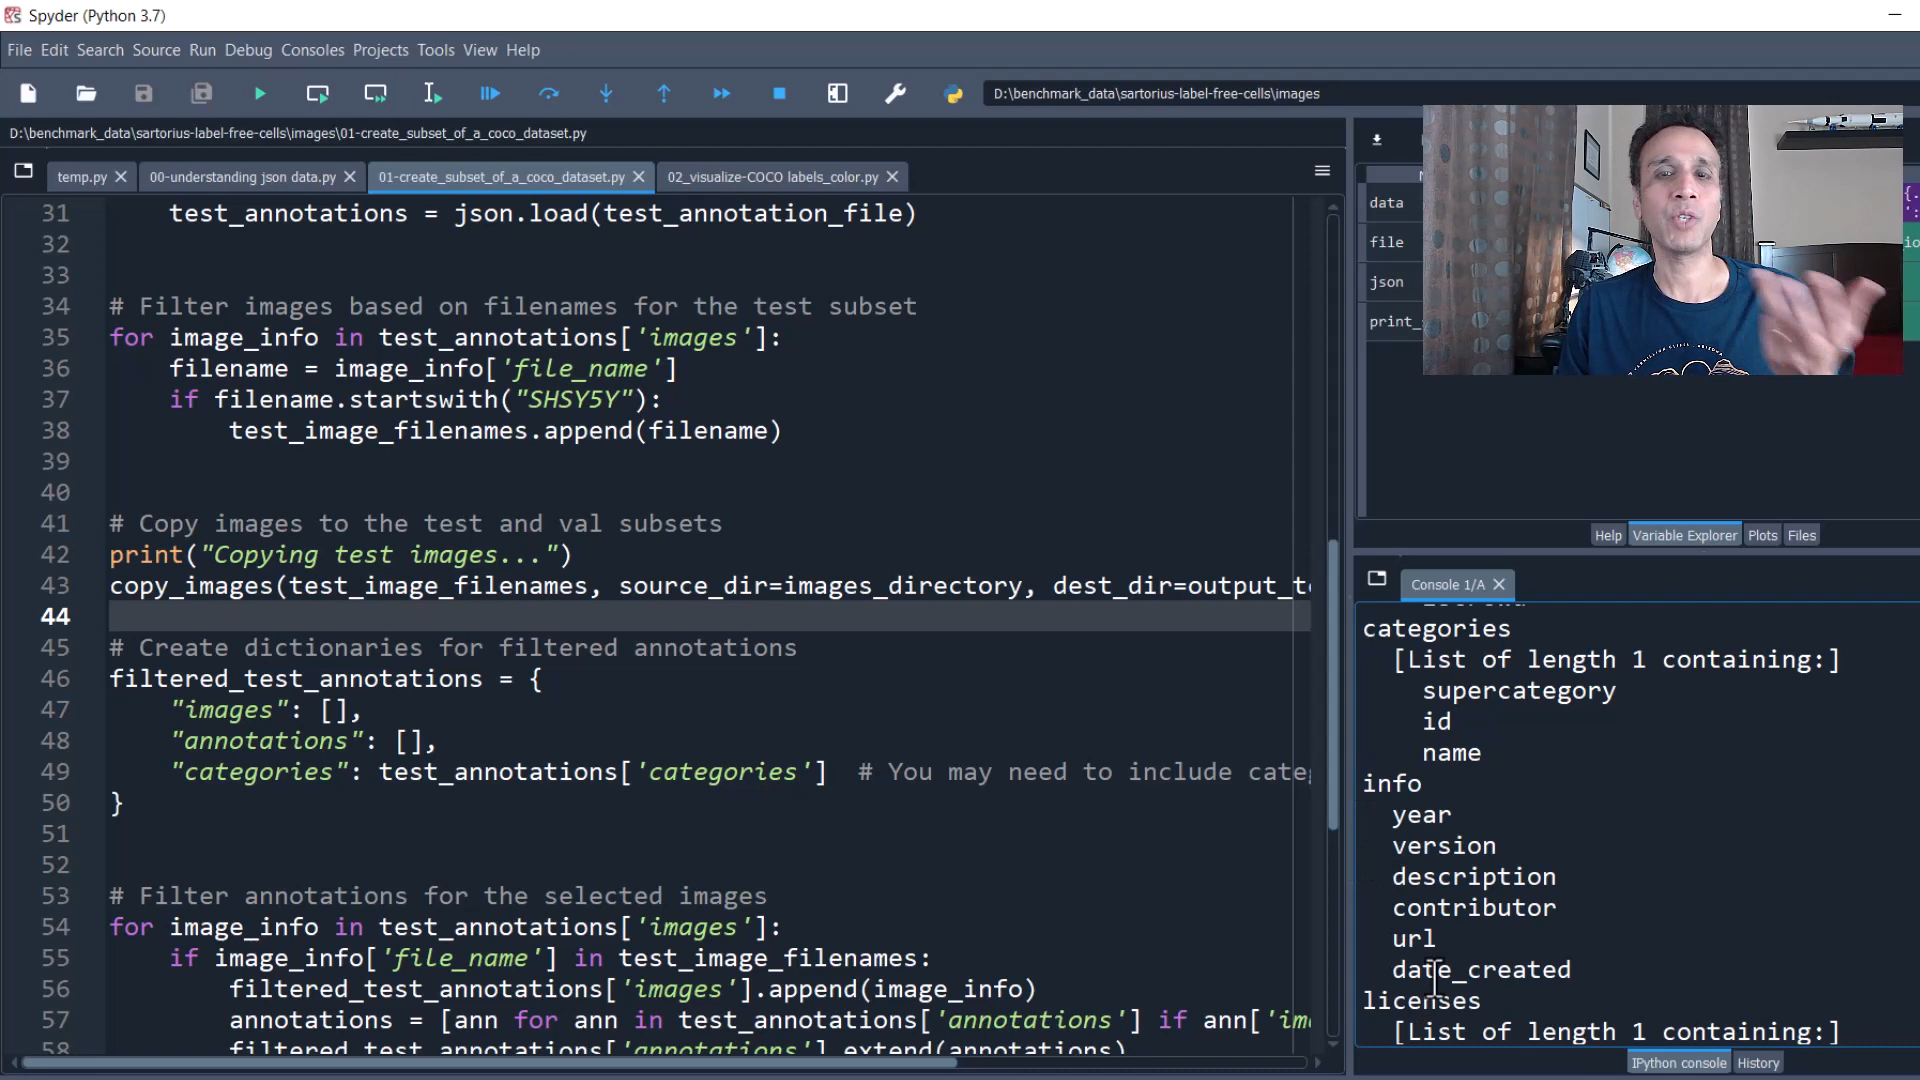 Spyder (Python 3.7)
File Edit Search Source Run Debug Consoles Projects Tools View Help
D:\benchmark_data\sartorius-label-free-cells\images
D:\benchmark_data\sartorius-label-free-cells\images\01-create_subset_of_a_coco_dataset.py
temp.py
00-understanding json data.py
01-create_subset_of_a_coco_dataset.py
02_visualize-COCO labels_color.py
31 test_annotations = json.load(test_annotation_file)
32
33
34 # Filter images based on filenames for the test subset
35 for image_info in test_annotations['images']:
36 filename = image_info['file_name']
37 if filename.startswith("SHSY5Y"):
38 test_image_filenames.append(filename)
39
40
41 # Copy images to the test and val subsets
42 print("Copying test images...")
43 copy_images(test_image_filenames, source_dir=images_directory, dest_dir=output_t
44
45 # Create dictionaries for filtered annotations
46 filtered_test_annotations = {
47 "images": [],
48 "annotations": [],
49 "categories": test_annotations['categories'] # You may need to include cate
50 }
51
52
53 # Filter annotations for the selected images
54 for image_info in test_annotations['images']:
55 if image_info['file_name'] in test_image_filenames:
56 filtered_test_annotations['images'].append(image_info)
57 annotations = [ann for ann in test_annotations['annotations'] if ann['im
58 filtered_test_annotations['annotations'].extend(annotations)
data
file
json
print_
Help Variable Explorer Plots Files
Console 1/A
categories
[List of length 1 containing:]
supercategory
id
name
info
year
version
description
contributor
url
date_created
licenses
[List of length 1 containing:]
IPython console History